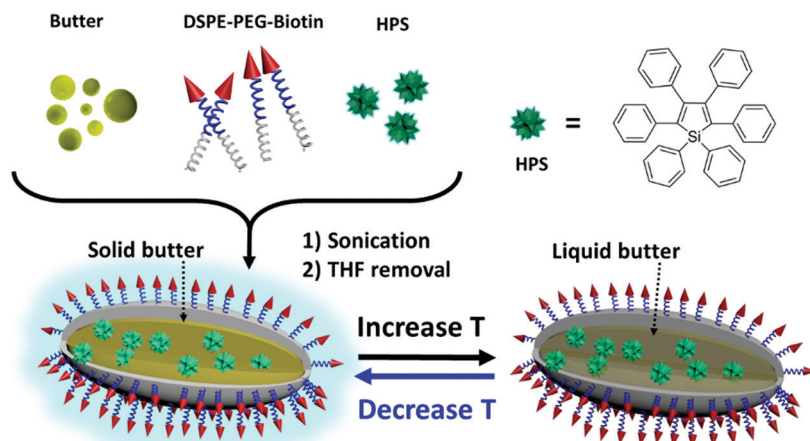 Butter
DSPE-PEG-Biotin
HPS
Si
HPS
=
1) Sonication
2) THF removal
Solid butter
Liquid butter
Increase T
Decrease T